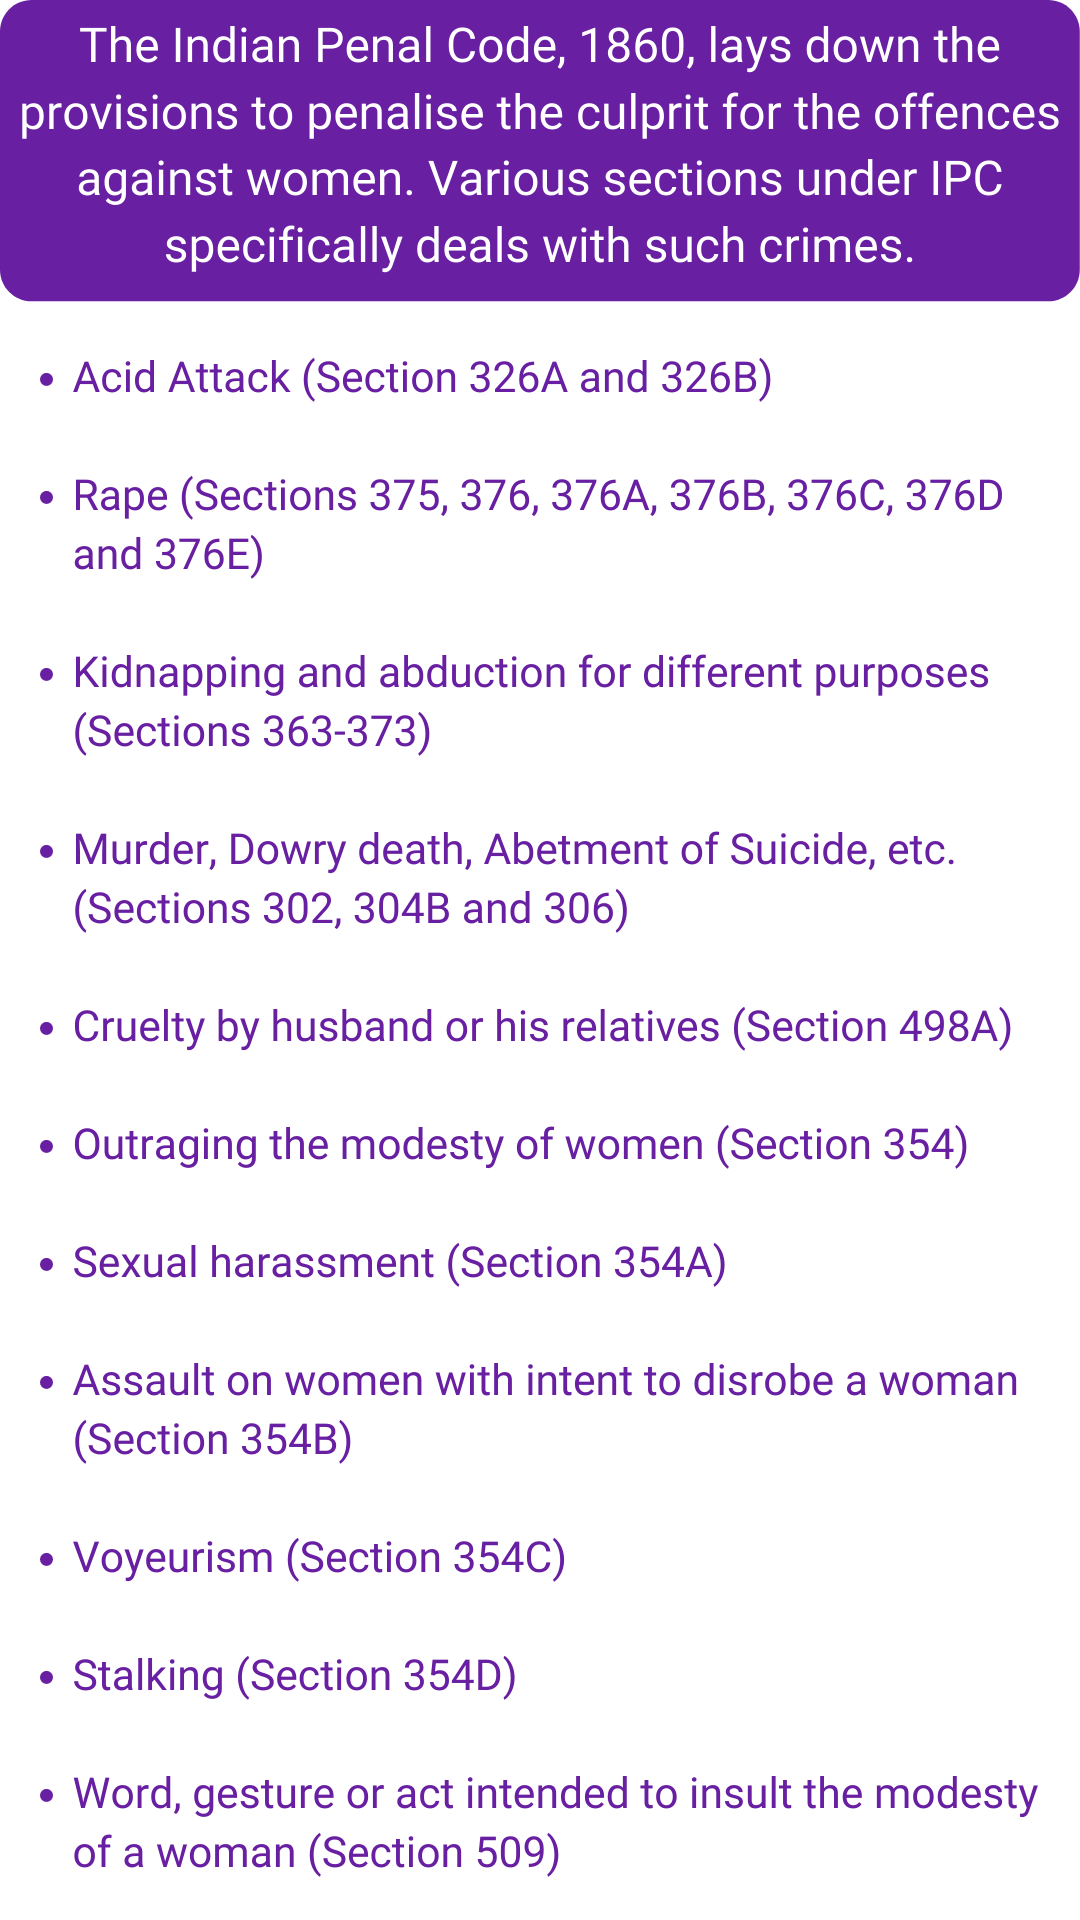 The Indian Penal Code, 1860, lays down the
provisions to penalise the culprit for the offences
against women. Various sections under IPC
specifically deals with such crimes.
• Acid Attack (Section 326A and 326B)
• Rape (Sections 375, 376, 376A, 376B, 376C, 376D
and 376E)
• Kidnapping and abduction for different purposes
(Sections 363-373)
• Murder, Dowry death, Abetment of Suicide, etc.
(Sections 302, 304B and 306)
• Cruelty by husband or his relatives (Section 498A)
• Outraging the modesty of women (Section 354)
• Sexual harassment (Section 354A)
• Assault on women with intent to disrobe a woman
(Section 354B)
• Voyeurism (Section 354C)
• Stalking (Section 354D)
• Word, gesture or act intended to insult the modesty
of a woman (Section 509)